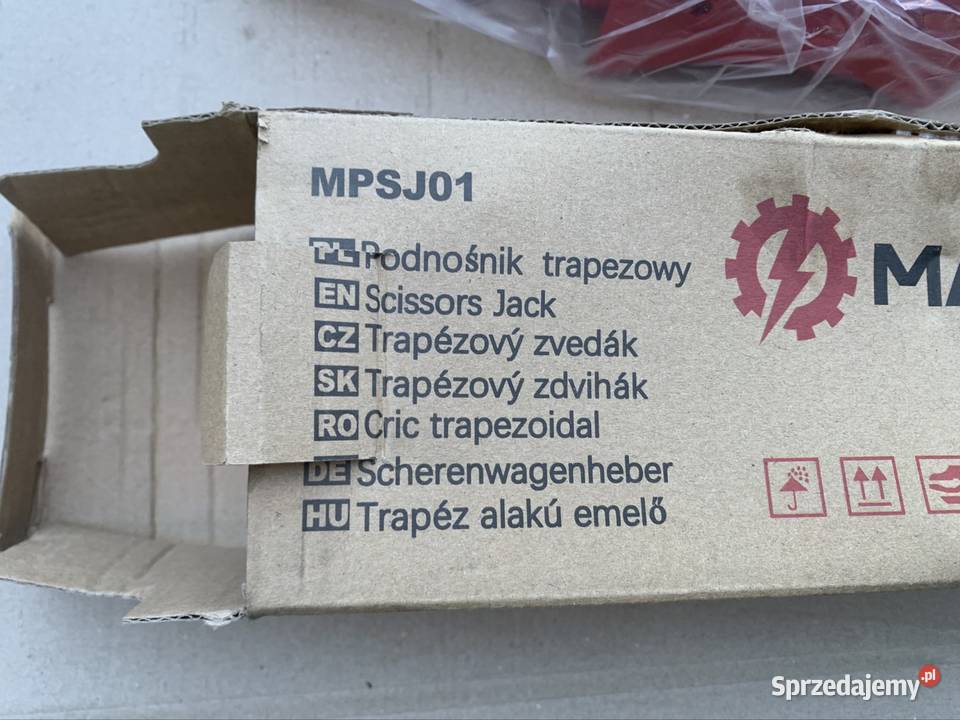 MPSJ01
PL Podnośnik trapezowy
EN Scissors Jack
CZ Trapézový zvedák
SK Trapézový zdvihák
RO Cric trapezoidal
DE Scherenwagenheber
HU Trapéz alakú emelő
Sprzedajemy.pl